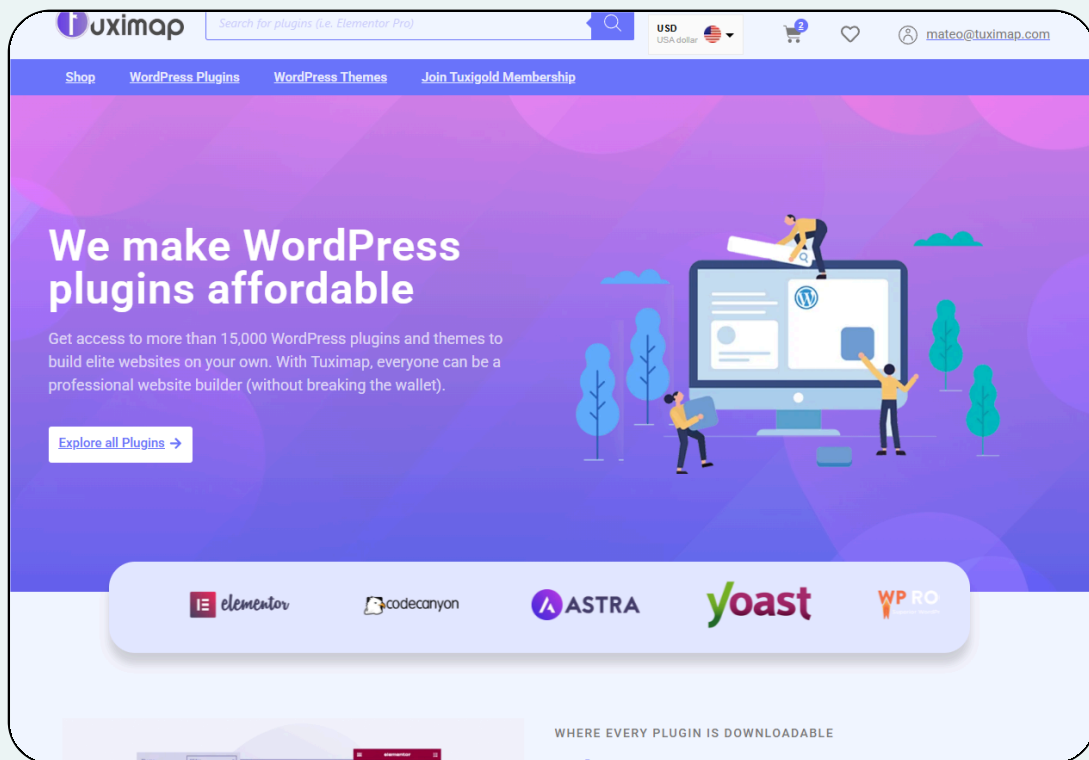 tuximap
Search for plugins (i.e. Elementor Pro)
USD
USA dollar
2
mateo@tuximap.com
Shop
WordPress Plugins
WordPress Themes
Join Tuxigold Membership
We make WordPress
plugins affordable
Get access to more than 15,000 WordPress plugins and themes to
build elite websites on your own. With Tuximap, everyone can be a
professional website builder (without breaking the wallet).
Explore all Plugins →
elementor
codecanyon
ASTRA
yoast
WP RO
WHERE EVERY PLUGIN IS DOWNLOADABLE
elementor